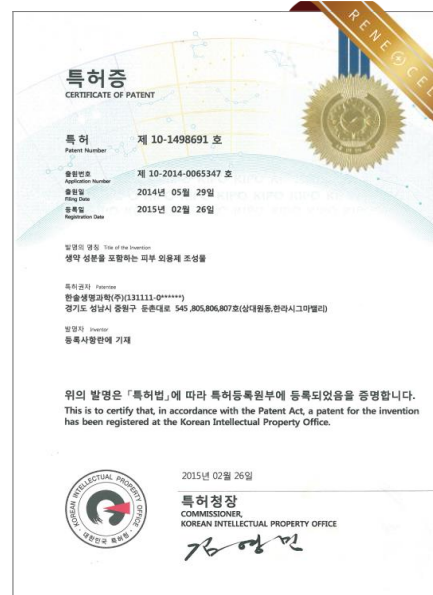 RENE CEL
특허증
CERTIFICATE OF PATENT
특 허 제 10-1498691 호
Patent Number
출원번호 제 10-2014-0065347 호
Application Number
출원일 2014년 05월 29일
Filing Date
등록일 2015년 02월 26일
Registration Date
발명의 명칭 Title of the Invention
생약 성분을 포함하는 피부 외용제 조성물
특허권자 Patentee
한솔생명과학(주)(131111-0******)
경기도 성남시 중원구 둔촌대로 545 ,805,806,807호(상대원동,한라시그마밸리)
발명자 Inventor
등록사항란에 기재
위의 발명은 「특허법」에 따라 특허등록원부에 등록되었음을 증명합니다.
This is to certify that, in accordance with the Patent Act, a patent for the invention
has been registered at the Korean Intellectual Property Office.
2015년 02월 26일
특허청장
COMMISSIONER,
KOREAN INTELLECTUAL PROPERTY OFFICE
김영민
KOREAN INTELLECTUAL PROPERTY OFFICE
대한민국 특허청